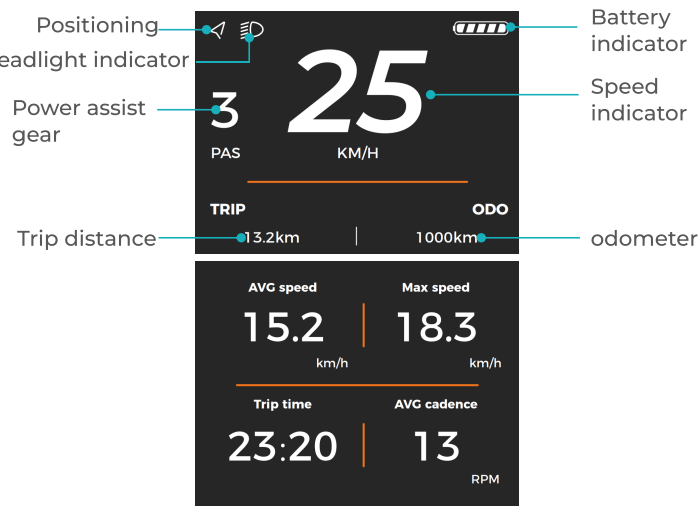 Positioning
eadlight indicator
Power assist
gear
Trip distance
3
PAS
25
KM/H
TRIP
13.2km
ODO
1000km
Battery
indicator
Speed
indicator
odometer
AVG speed
15.2
km/h
Max speed
18.3
km/h
Trip time
23:20
AVG cadence
13
RPM